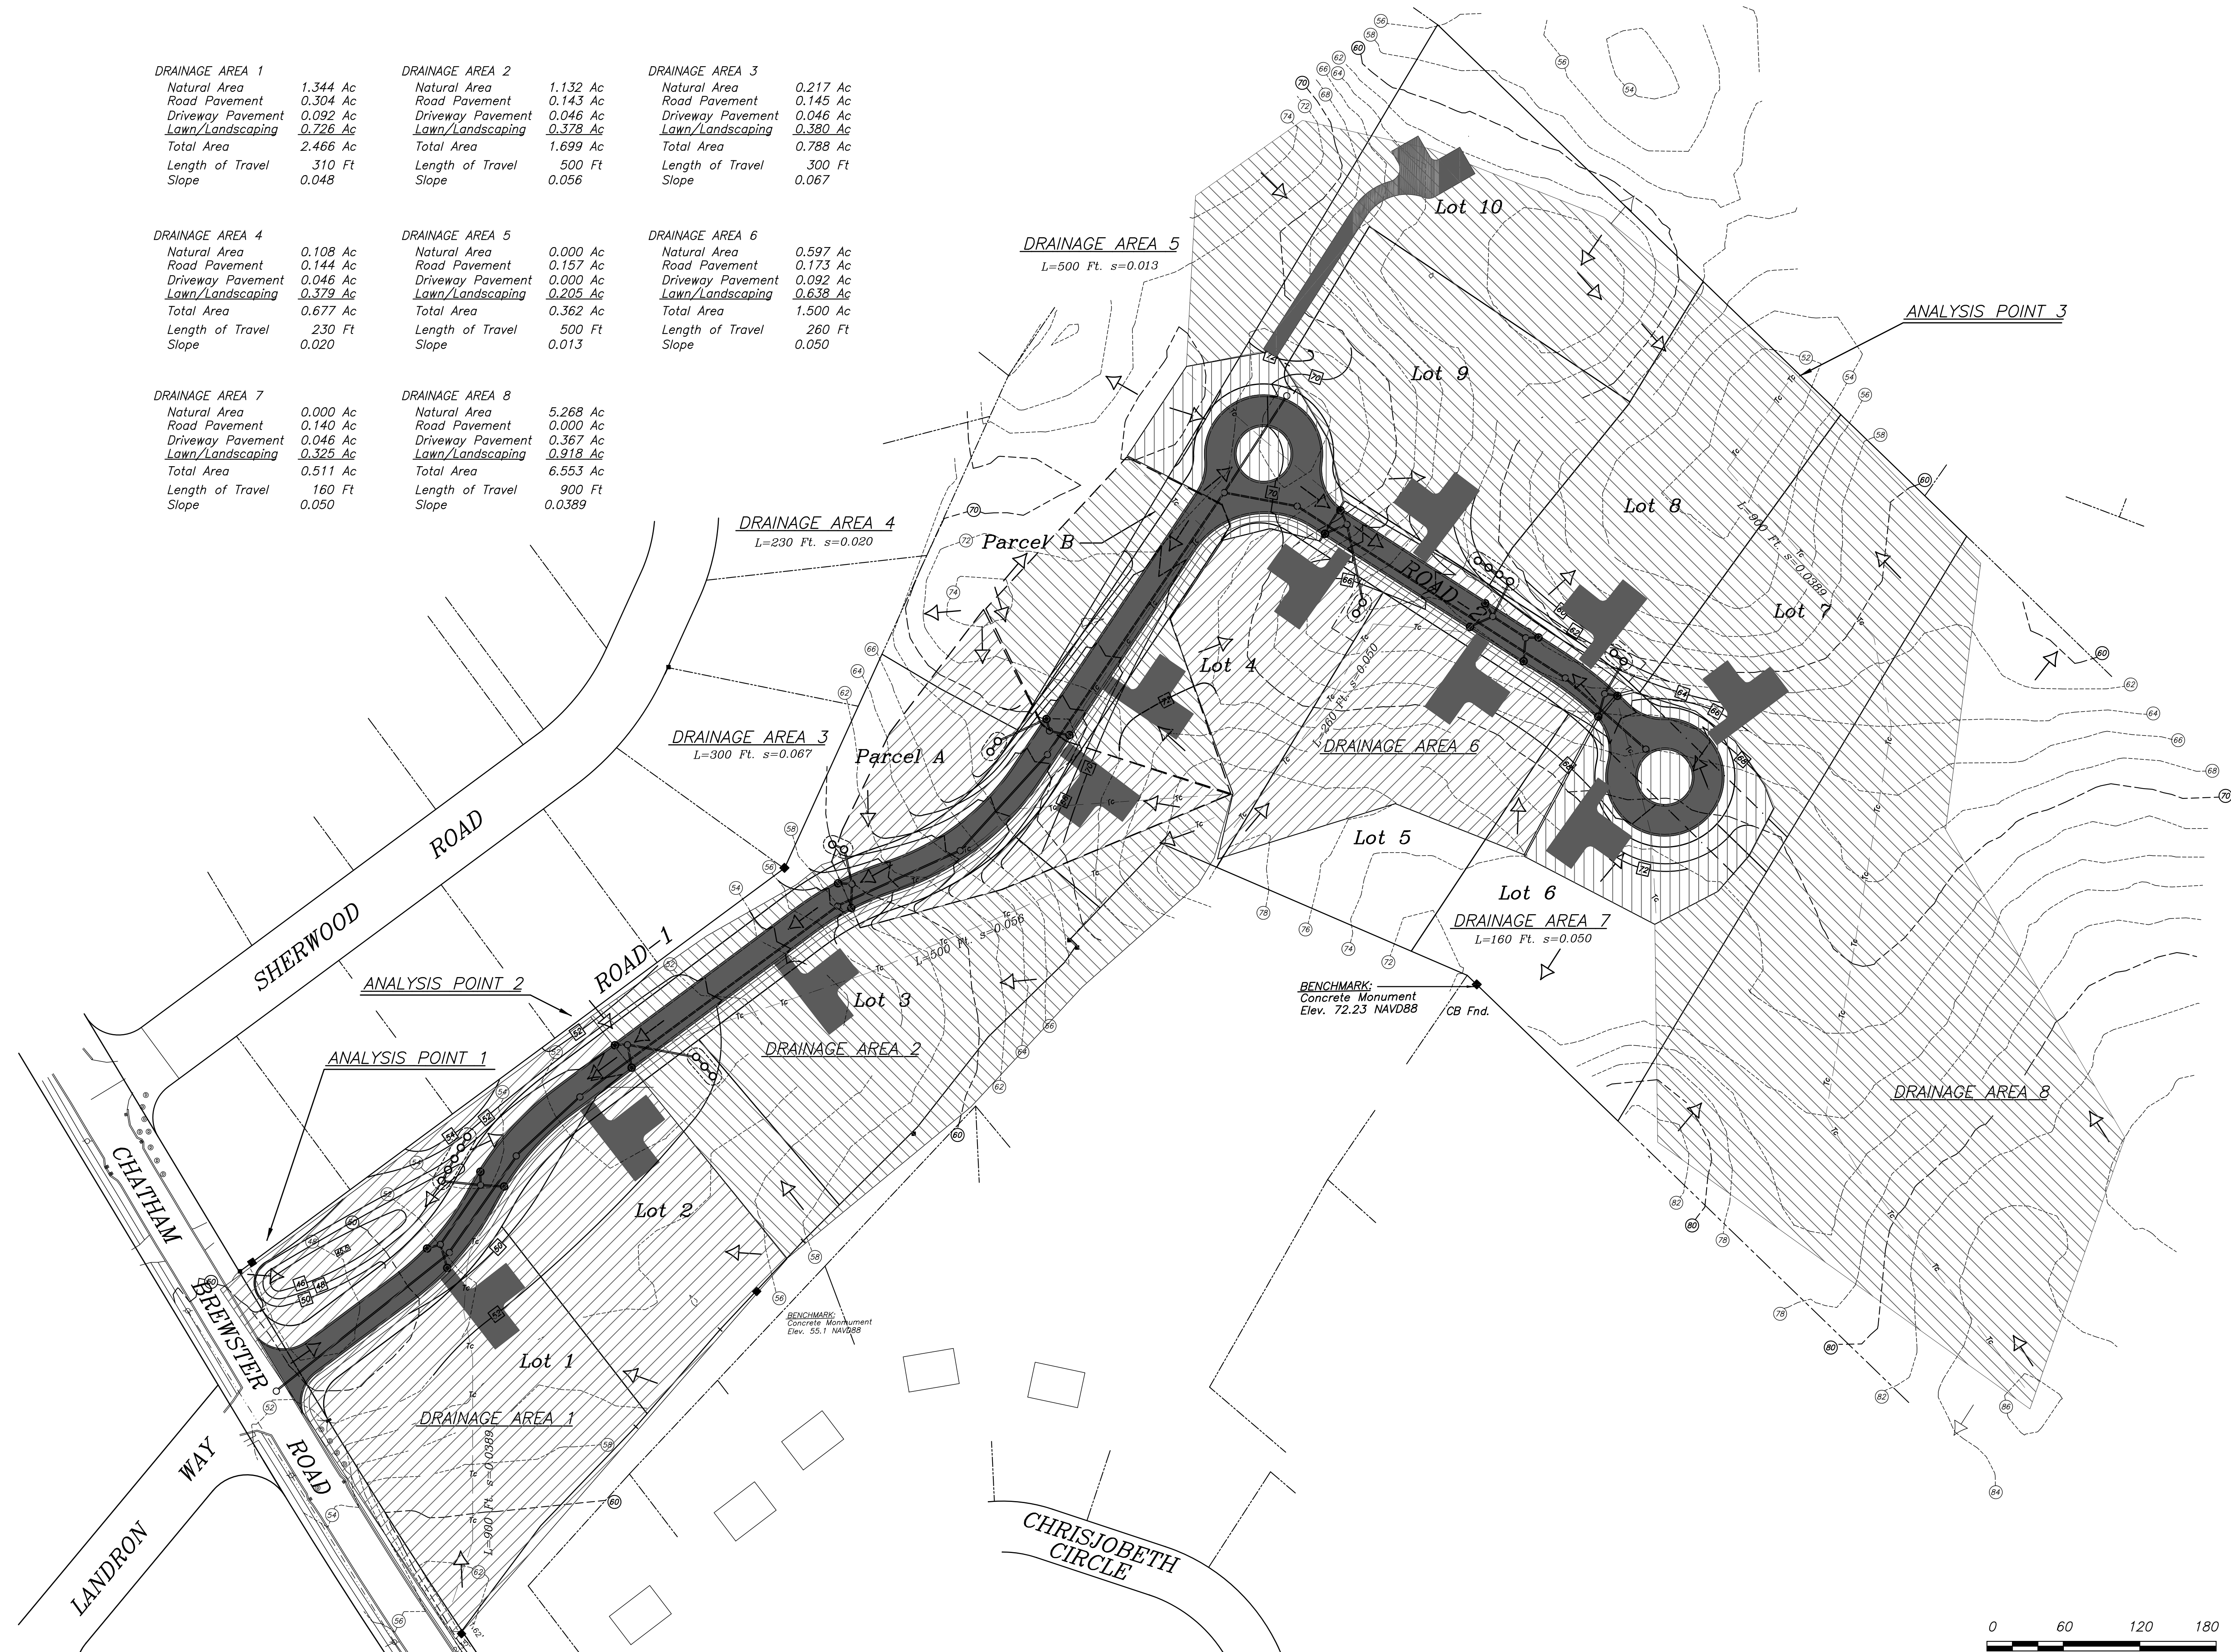 DRAINAGE AREA 1
Natural Area 1.344 Ac
Road Pavement 0.304 Ac
Driveway Pavement 0.092 Ac
Lawn/Landscaping 0.726 Ac
Total Area 2.466 Ac
Length of Travel 310 Ft
Slope 0.048
DRAINAGE AREA 2
Natural Area 1.132 Ac
Road Pavement 0.143 Ac
Driveway Pavement 0.046 Ac
Lawn/Landscaping 0.378 Ac
Total Area 1.699 Ac
Length of Travel 500 Ft
Slope 0.056
DRAINAGE AREA 3
Natural Area 0.217 Ac
Road Pavement 0.145 Ac
Driveway Pavement 0.046 Ac
Lawn/Landscaping 0.380 Ac
Total Area 0.788 Ac
Length of Travel 300 Ft
Slope 0.067
DRAINAGE AREA 4
Natural Area 0.108 Ac
Road Pavement 0.144 Ac
Driveway Pavement 0.046 Ac
Lawn/Landscaping 0.379 Ac
Total Area 0.677 Ac
Length of Travel 230 Ft
Slope 0.020
DRAINAGE AREA 5
Natural Area 0.000 Ac
Road Pavement 0.157 Ac
Driveway Pavement 0.000 Ac
Lawn/Landscaping 0.205 Ac
Total Area 0.362 Ac
Length of Travel 500 Ft
Slope 0.013
DRAINAGE AREA 6
Natural Area 0.597 Ac
Road Pavement 0.173 Ac
Driveway Pavement 0.092 Ac
Lawn/Landscaping 0.638 Ac
Total Area 1.500 Ac
Length of Travel 260 Ft
Slope 0.050
DRAINAGE AREA 7
Natural Area 0.000 Ac
Road Pavement 0.140 Ac
Driveway Pavement 0.046 Ac
Lawn/Landscaping 0.325 Ac
Total Area 0.511 Ac
Length of Travel 160 Ft
Slope 0.050
DRAINAGE AREA 8
Natural Area 5.268 Ac
Road Pavement 0.000 Ac
Driveway Pavement 0.367 Ac
Lawn/Landscaping 0.918 Ac
Total Area 6.553 Ac
Length of Travel 900 Ft
Slope 0.0389
DRAINAGE AREA 5
L=500 Ft. s=0.013
Lot 10
ANALYSIS POINT 3
Lot 9
Lot 8
L=900 Ft. s=0.0389
Lot 7
DRAINAGE AREA 4
L=230 Ft. s=0.020
Parcel B
ROAD-2
Lot 4
L=260 Ft. s=0.050
DRAINAGE AREA 6
DRAINAGE AREA 3
L=300 Ft. s=0.067
Parcel A
Lot 5
Lot 6
DRAINAGE AREA 7
L=160 Ft. s=0.050
BENCHMARK:
Concrete Monument
Elev. 72.23 NAVD88
CB Fnd.
SHERWOOD ROAD
ROAD-1
ANALYSIS POINT 2
L=500 Ft. s=0.056
Lot 3
DRAINAGE AREA 2
ANALYSIS POINT 1
DRAINAGE AREA 8
Lot 2
CHATHAM
BREWSTER
ROAD
BENCHMARK:
Concrete Monmument
Elev. 55.1 NAVD88
Lot 1
DRAINAGE AREA 1
L=900 Ft. s=0.0389
LANDRON WAY
CHRISJOBETH
CIRCLE
0 60 120 180